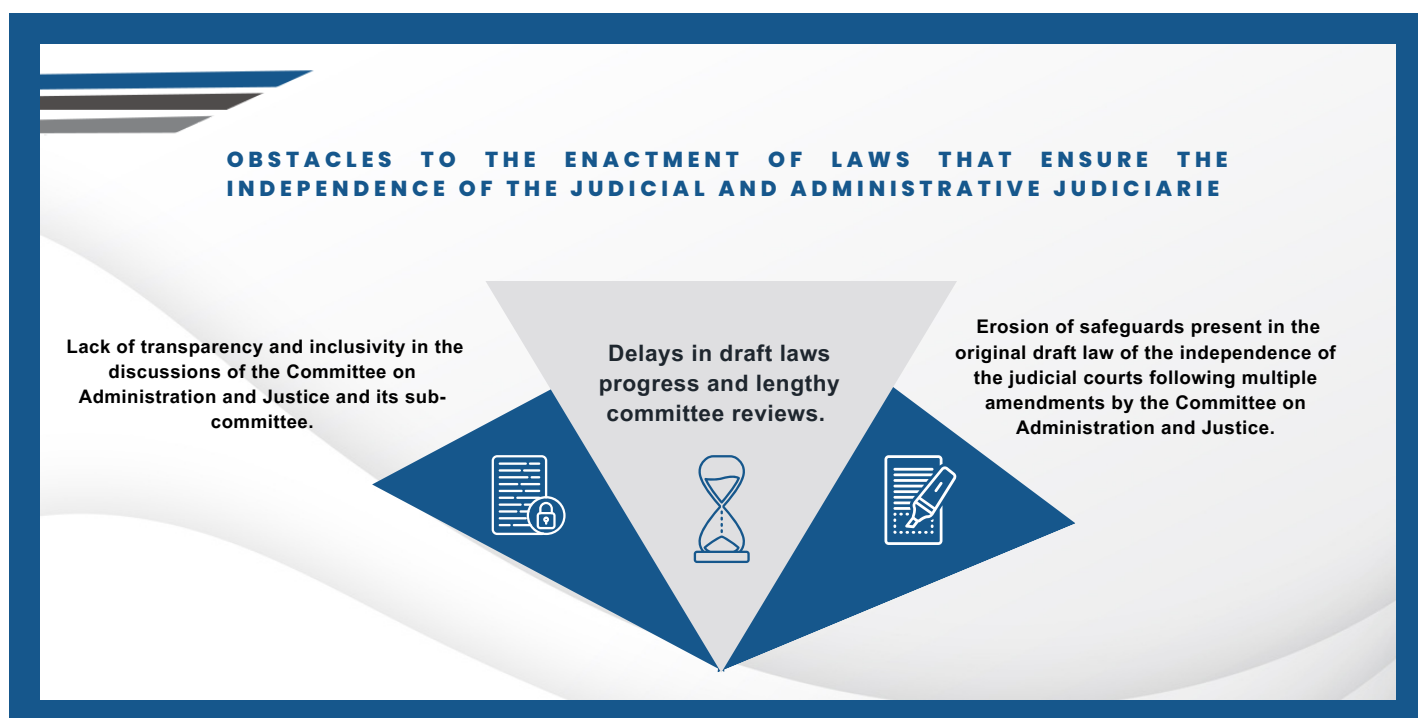 OBSTACLES TO THE ENACTMENT OF LAWS THAT ENSURE THE
INDEPENDENCE OF THE JUDICIAL AND ADMINISTRATIVE JUDICIARIE
Lack of transparency and inclusivity in the
discussions of the Committee on
Administration and Justice and its sub-
committee.
Delays in draft laws
progress and lengthy
committee reviews.
Erosion of safeguards present in the
original draft law of the independence of
the judicial courts following multiple
amendments by the Committee on
Administration and Justice.